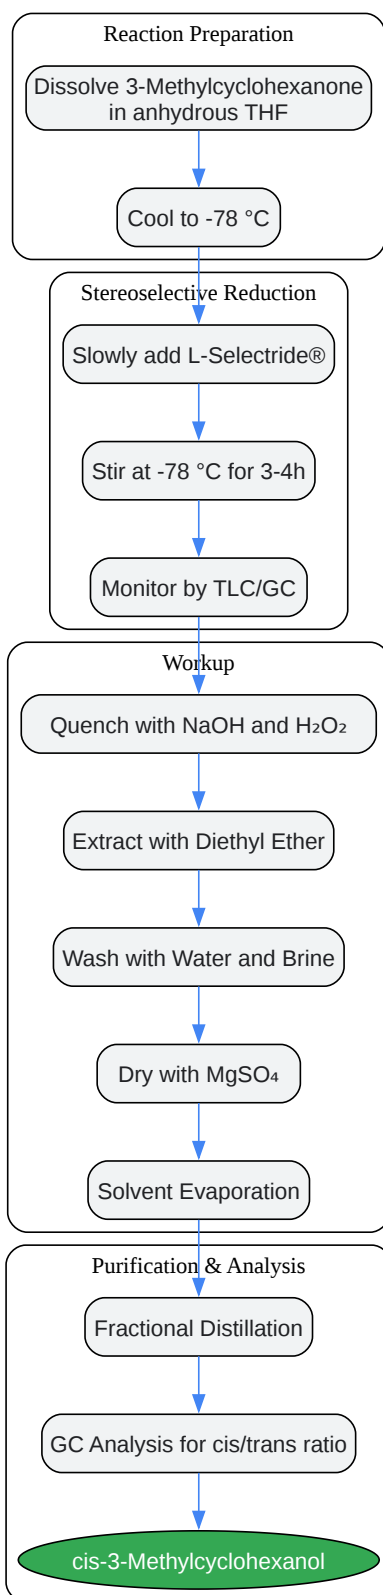 Reaction Preparation
Dissolve 3-Methylcyclohexanone
in anhydrous THF
Cool to -78 °C
Stereoselective Reduction
Slowly add L-Selectride®
Stir at -78 °C for 3-4h
Monitor by TLC/GC
Workup
Quench with NaOH and H₂O₂
Extract with Diethyl Ether
Wash with Water and Brine
Dry with MgSO₄
Solvent Evaporation
Purification & Analysis
Fractional Distillation
GC Analysis for cis/trans ratio
cis-3-Methylcyclohexanol